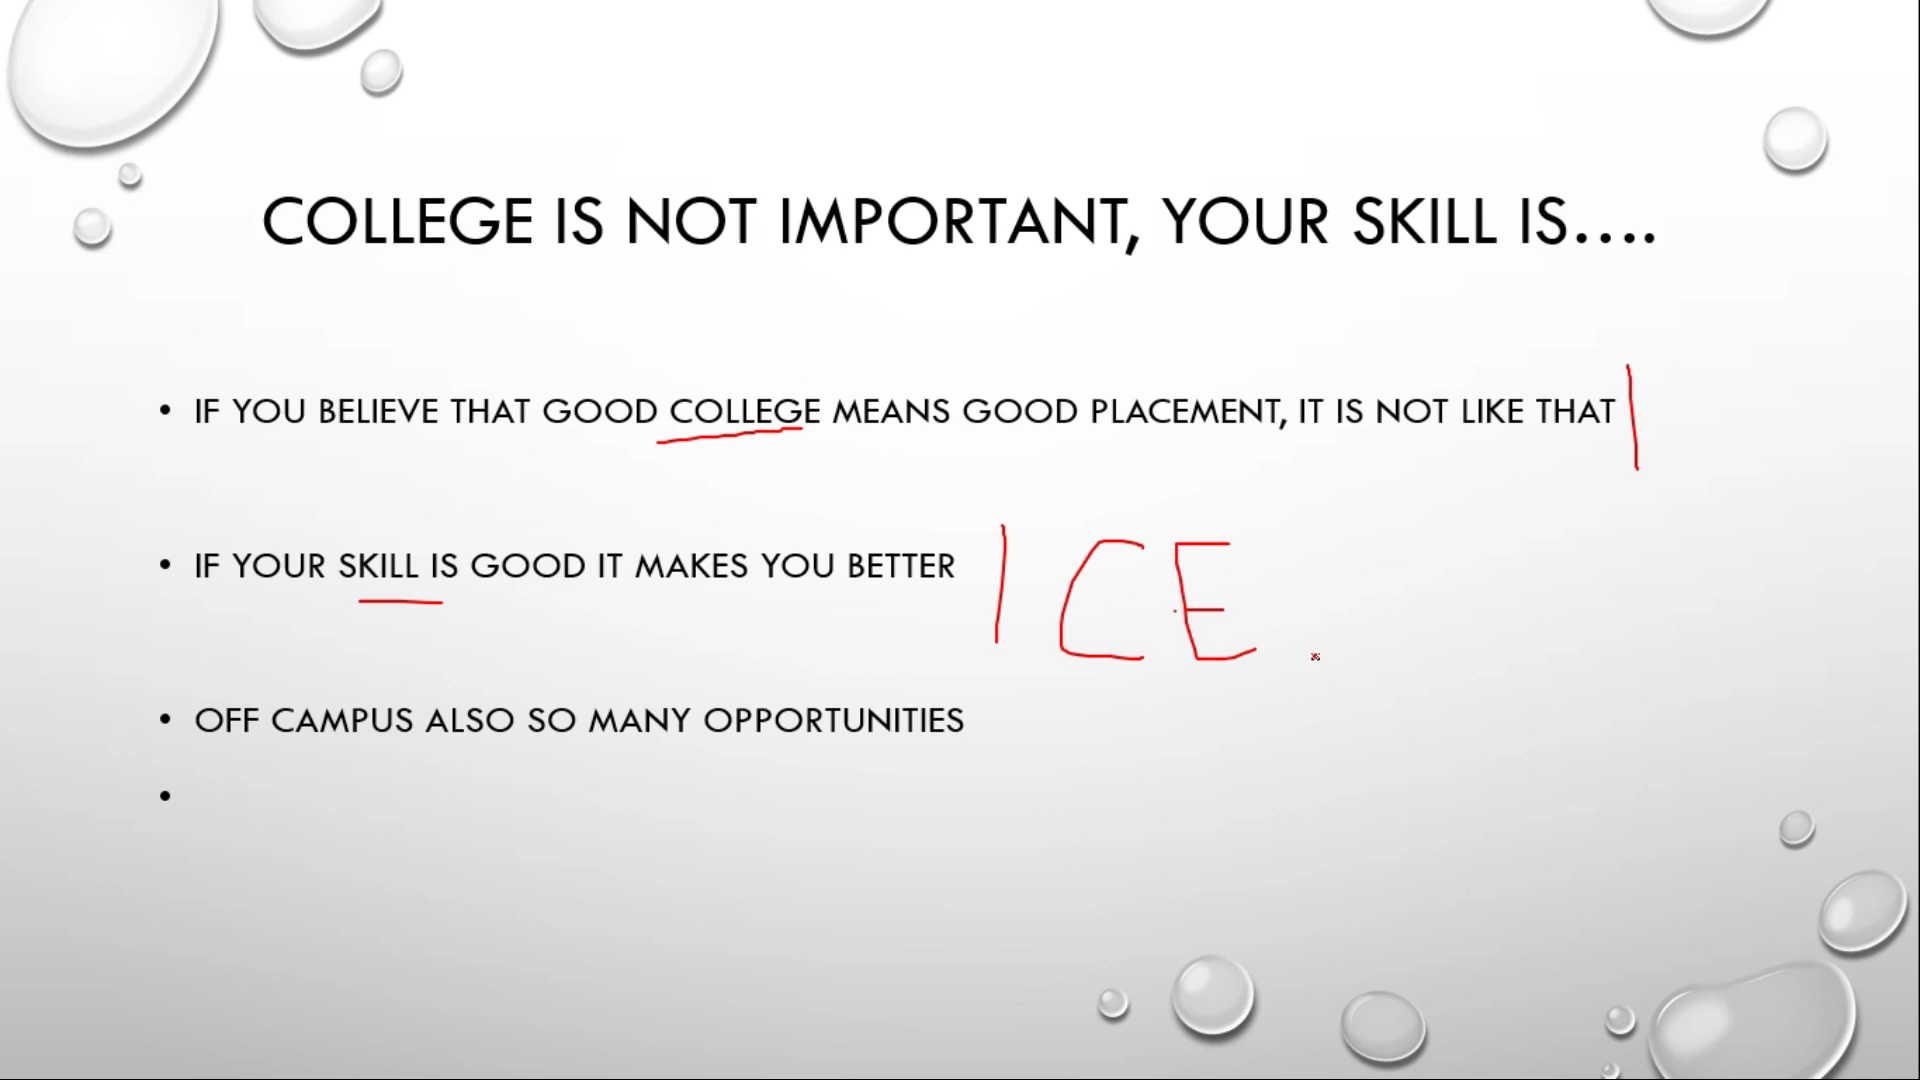 COLLEGE IS NOT IMPORTANT, YOUR SKILL IS....
• IF YOU BELIEVE THAT GOOD COLLEGE MEANS GOOD PLACEMENT, IT IS NOT LIKE THAT
• IF YOUR SKILL IS GOOD IT MAKES YOU BETTER
ICE
• OFF CAMPUS ALSO SO MANY OPPORTUNITIES
•